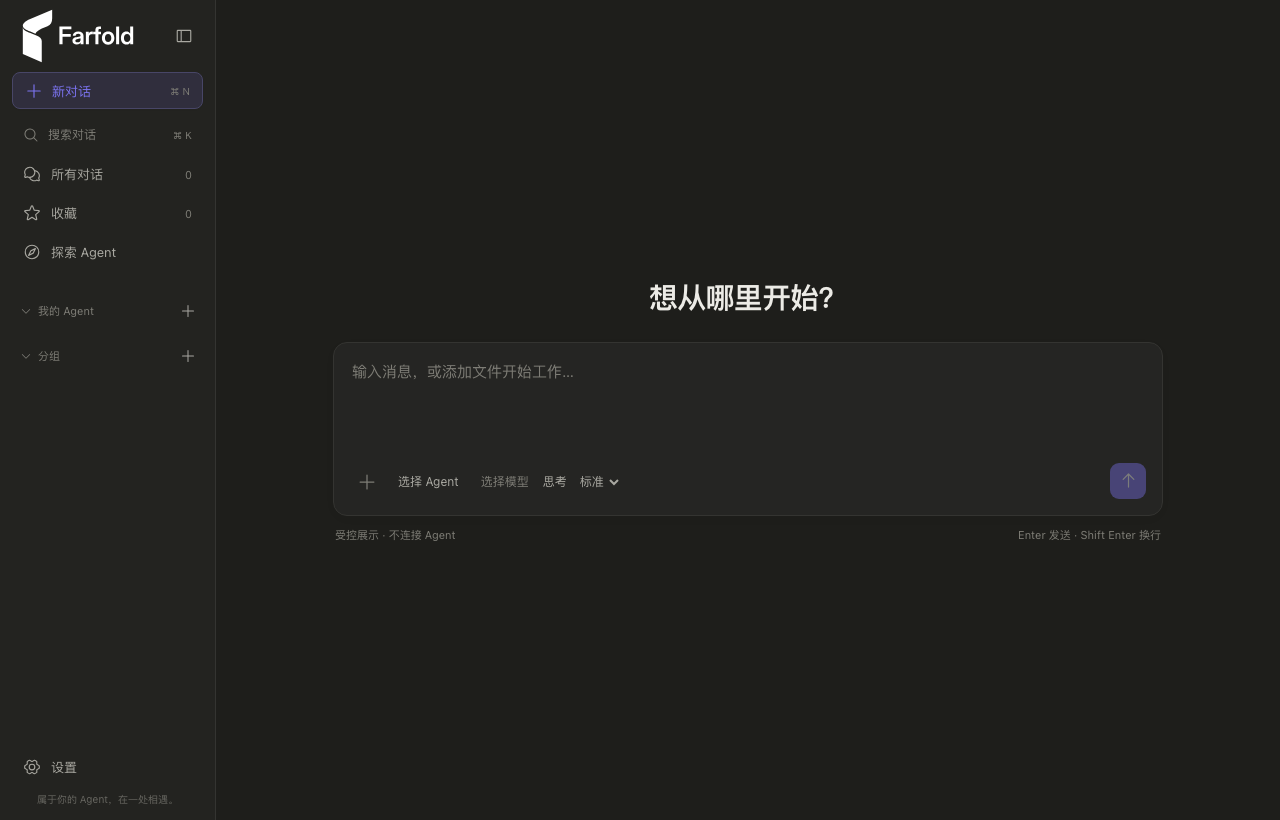 Farfold
新对话 ⌘ N
搜索对话 ⌘ K
所有对话 0
收藏 0
探索 Agent
我的 Agent
分组
想从哪里开始?
输入消息，或添加文件开始工作...
选择 Agent 选择模型 思考 标准
受控展示 · 不连接 Agent Enter 发送 · Shift Enter 换行
设置
属于你的 Agent，在一处相遇。